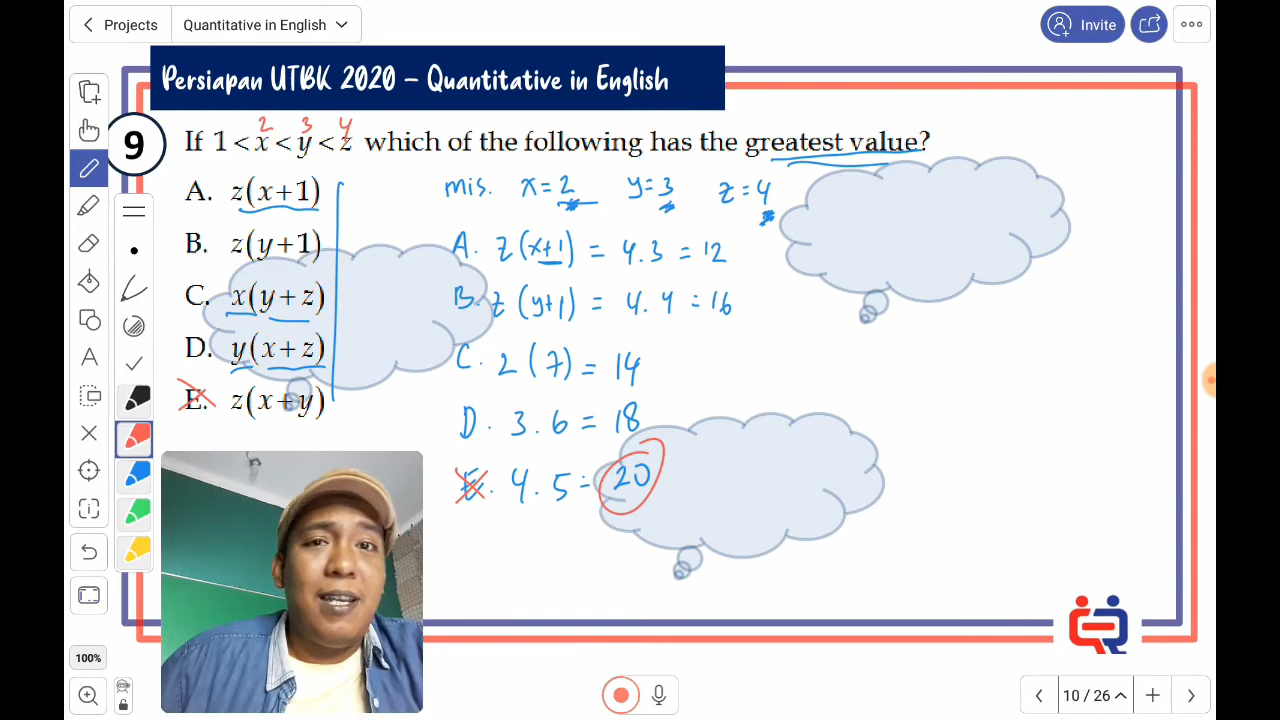 Projects
Quantitative in English
Invite
Persiapan UTBK 2020 – Quantitative in English
9
2 3 4
If 1 < x < y < z which of the following has the greatest value?
A. z(x+1)
B. z(y+1)
C. x(y+z)
D. y(x+z)
E. z(x+y)
mis. x=2 y=3 z=4
A. z(x+1) = 4.3 = 12
B. z(y+1) = 4.4 = 16
C. 2(7) = 14
D. 3.6 = 18
E. 4.5 = 20
A
100%
10 / 26